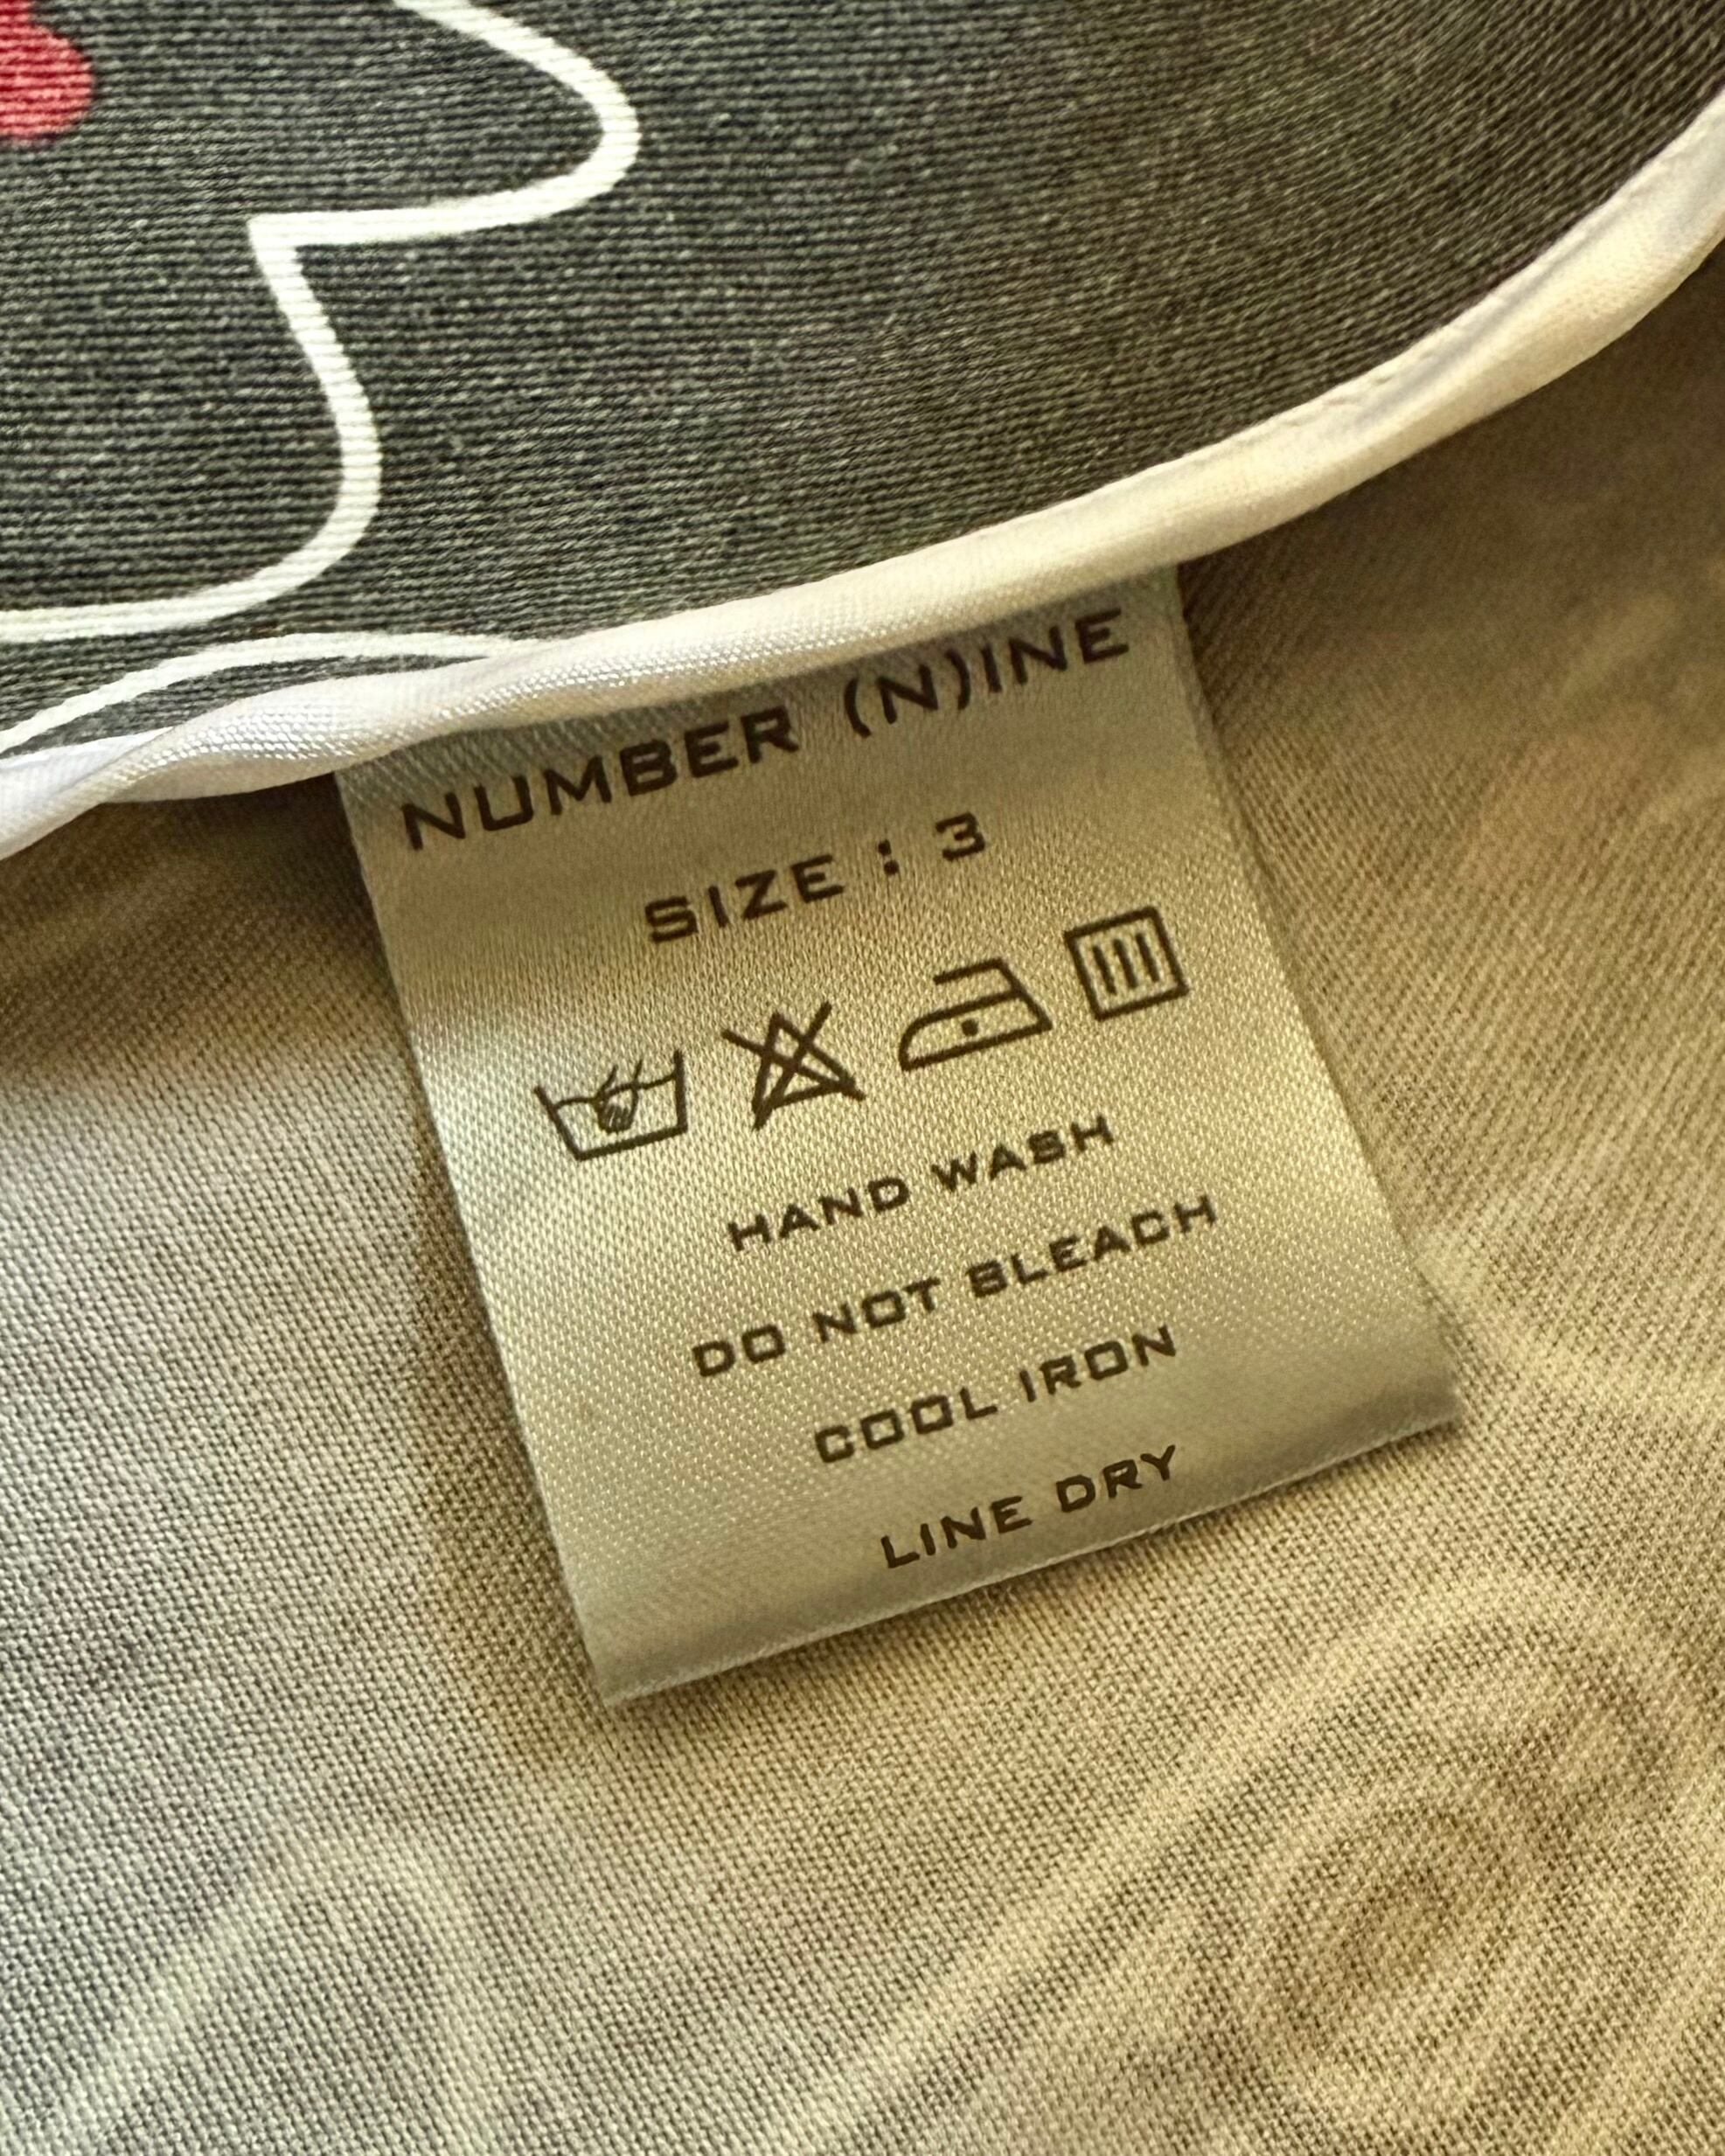 NUMBER (N)INE
SIZE : 3
HAND WASH
DO NOT BLEACH
COOL IRON
LINE DRY